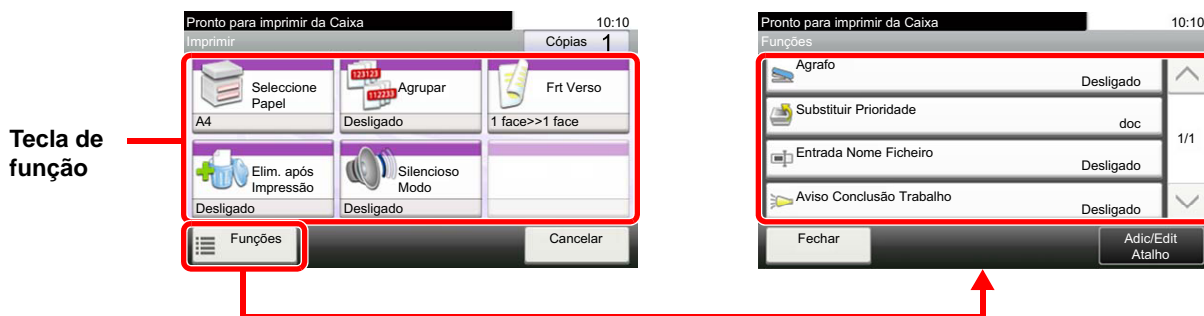 Pronto para imprimir da Caixa
10:10
Imprimir
Cópias 1
Seleccione
Papel
A4
123123
112233
Agrupar
Desligado
Frt Verso
1 face>>1 face
Elim. após
Impressão
Desligado
Silencioso
Modo
Desligado
Funções
Cancelar
Tecla de
função
Pronto para imprimir da Caixa
10:10
Funções
Agrafo
Desligado
Substituir Prioridade
doc
Entrada Nome Ficheiro
Desligado
Aviso Conclusão Trabalho
Desligado
1/1
Fechar
Adic/Edit
Atalho